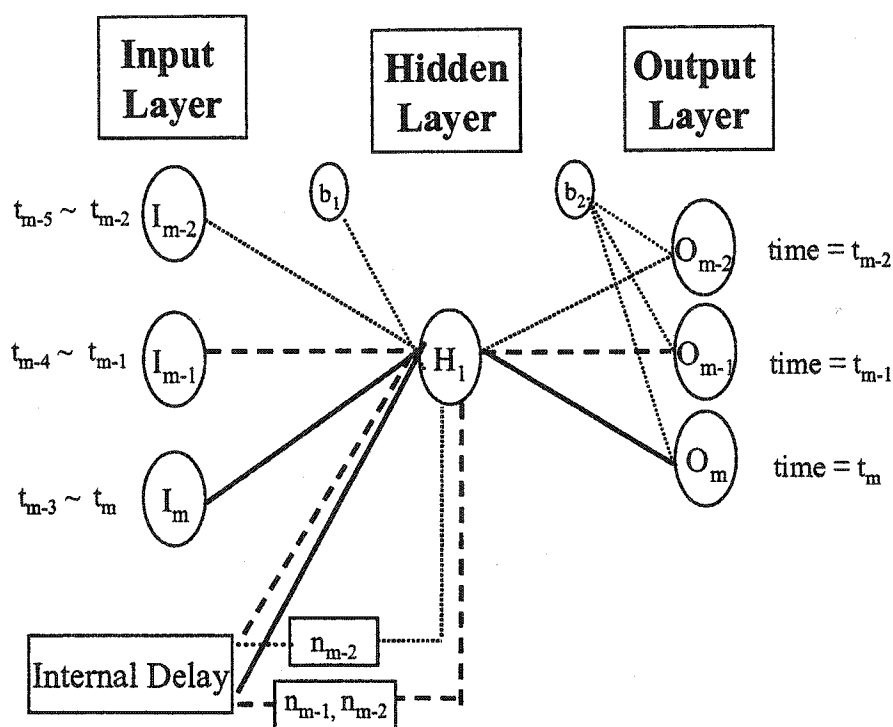 Input
Layer
Hidden
Layer
Output
Layer
b₁
b₂
tₘ₋₅ ~ tₘ₋₂
Iₘ₋₂
Oₘ₋₂
time = tₘ₋₂
tₘ₋₄ ~ tₘ₋₁
Iₘ₋₁
H₁
Oₘ₋₁
time = tₘ₋₁
tₘ₋₃ ~ tₘ
Iₘ
Oₘ
time = tₘ
Internal Delay
nₘ₋₂
nₘ₋₁, nₘ₋₂